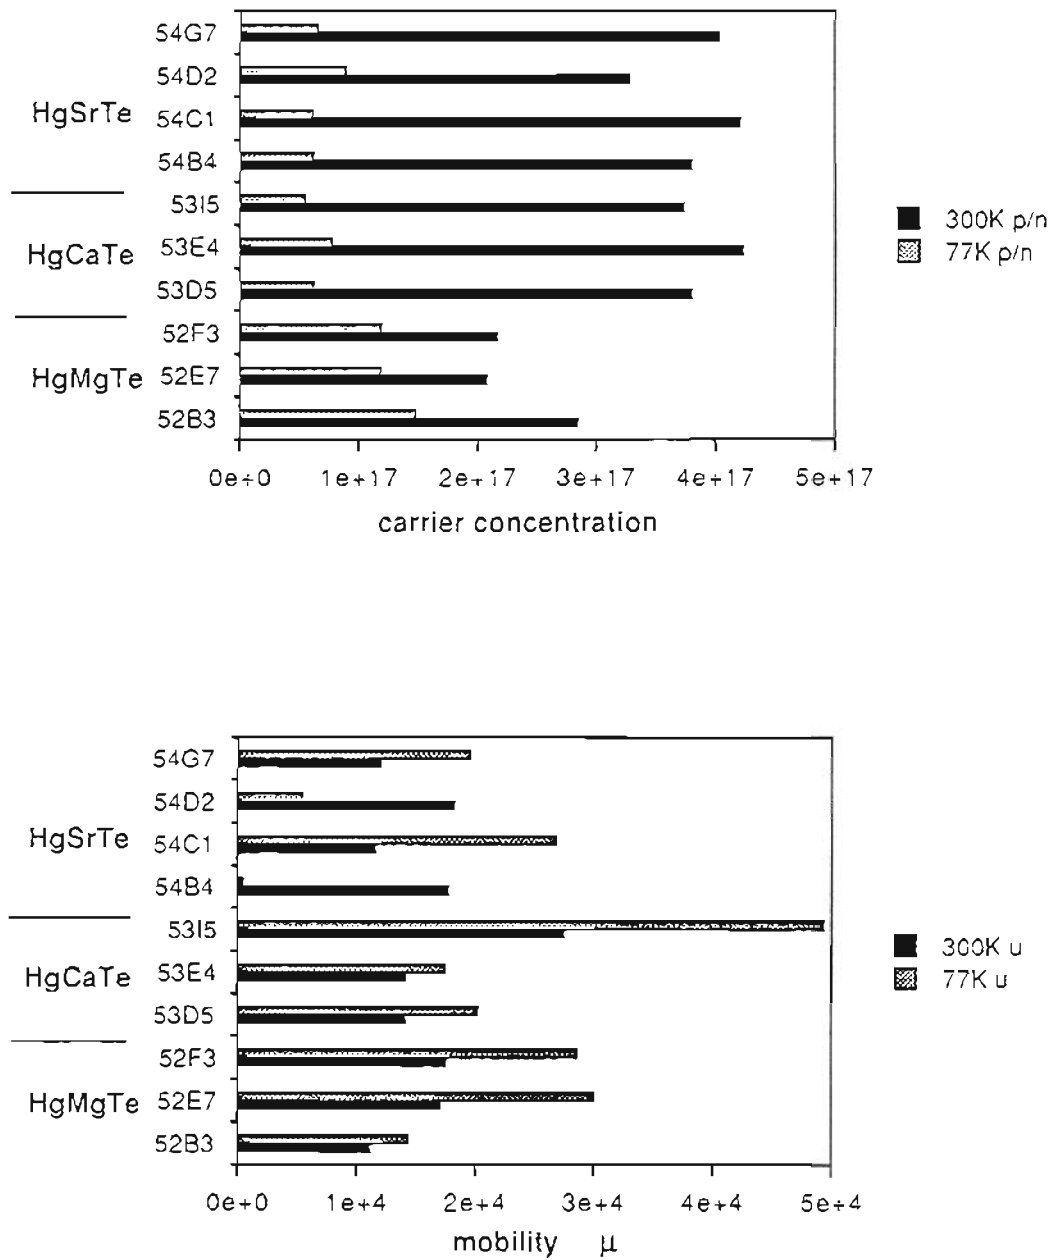 54G7
54D2
HgSrTe
54C1
54B4
53I5
300K p/n
HgCaTe
53E4
77K p/n
53D5
52F3
HgMgTe
52E7
52B3
0e+0
1e+17
2e+17
3e+17
4e+17
5e+17
carrier concentration
54G7
54D2
HgSrTe
54C1
54B4
53I5
300K u
HgCaTe
53E4
77K u
53D5
52F3
HgMgTe
52E7
52B3
0e+0
1e+4
2e+4
3e+4
4e+4
5e+4
mobility μ